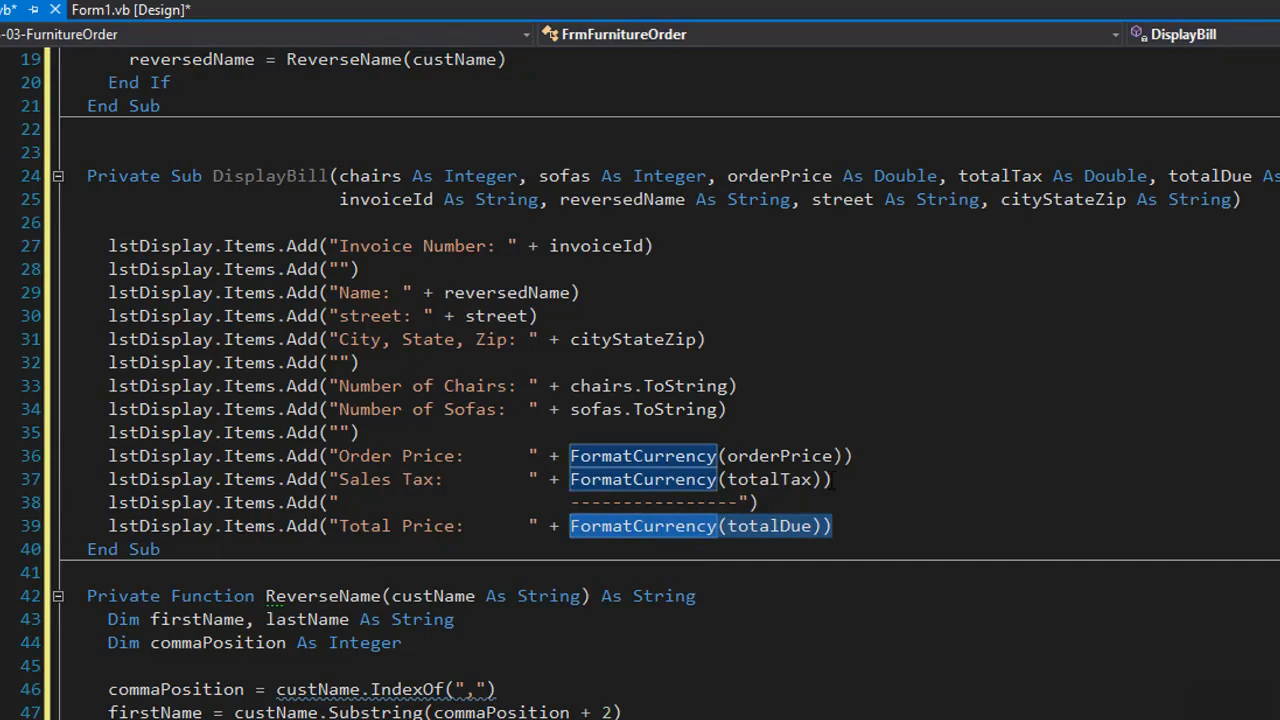 vb* Form1.vb [Design]*
-03-FurnitureOrder FrmFurnitureOrder DisplayBill
19 reversedName = ReverseName(custName)
20 End If
21 End Sub
22
23
24 Private Sub DisplayBill(chairs As Integer, sofas As Integer, orderPrice As Double, totalTax As Double, totalDue As
25 invoiceId As String, reversedName As String, street As String, cityStateZip As String)
26
27 lstDisplay.Items.Add("Invoice Number: " + invoiceId)
28 lstDisplay.Items.Add("")
29 lstDisplay.Items.Add("Name: " + reversedName)
30 lstDisplay.Items.Add("street: " + street)
31 lstDisplay.Items.Add("City, State, Zip: " + cityStateZip)
32 lstDisplay.Items.Add("")
33 lstDisplay.Items.Add("Number of Chairs: " + chairs.ToString)
34 lstDisplay.Items.Add("Number of Sofas:  " + sofas.ToString)
35 lstDisplay.Items.Add("")
36 lstDisplay.Items.Add("Order Price:      " + FormatCurrency(orderPrice))
37 lstDisplay.Items.Add("Sales Tax:        " + FormatCurrency(totalTax))
38 lstDisplay.Items.Add("                      ----------------")
39 lstDisplay.Items.Add("Total Price:      " + FormatCurrency(totalDue))
40 End Sub
41
42 Private Function ReverseName(custName As String) As String
43 Dim firstName, lastName As String
44 Dim commaPosition As Integer
45
46 commaPosition = custName.IndexOf(",")
47 firstName = custName.Substring(commaPosition + 2)